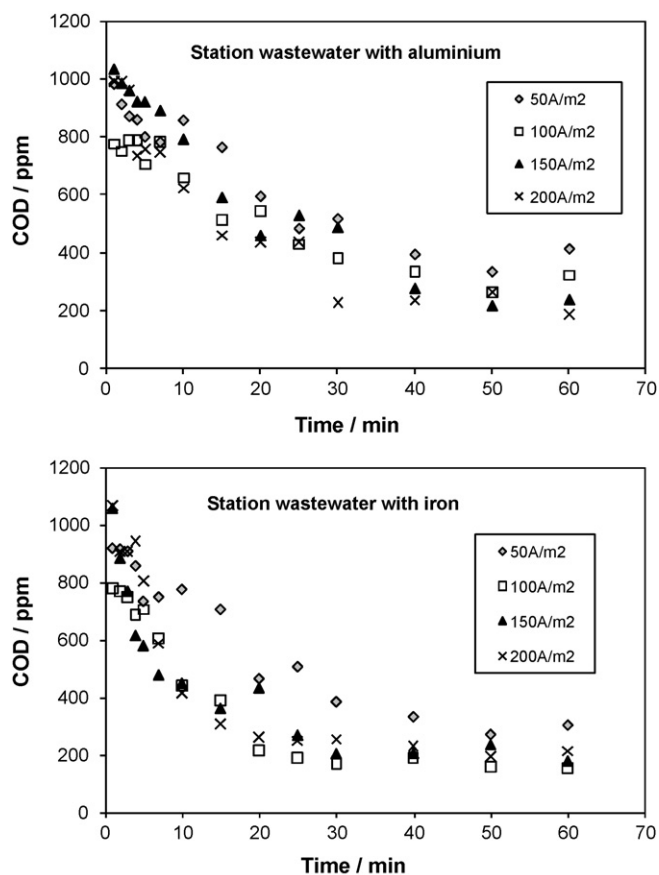 Station wastewater with aluminium
1200
1000
800
600
400
200
0
COD / ppm
50A/m2
100A/m2
150A/m2
200A/m2
0 10 20 30 40 50 60 70
Time / min
Station wastewater with iron
1200
1000
800
600
400
200
0
COD / ppm
50A/m2
100A/m2
150A/m2
200A/m2
0 10 20 30 40 50 60 70
Time / min